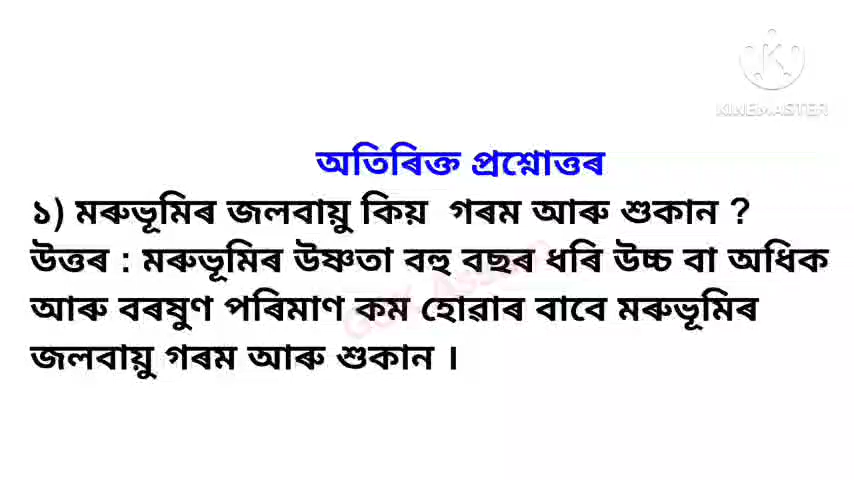 KINEMASTER
অতিৰিক্ত প্ৰশ্নোত্তৰ
১) মৰুভূমিৰ জলবায়ু কিয় গৰম আৰু শুকান ?
উত্তৰ : মৰুভূমিৰ উষ্ণতা বহু বছৰ ধৰি উচ্চ বা অধিক
আৰু বৰষুণ পৰিমাণ কম হোৱাৰ বাবে মৰুভূমিৰ
জলবায়ু গৰম আৰু শুকান ।